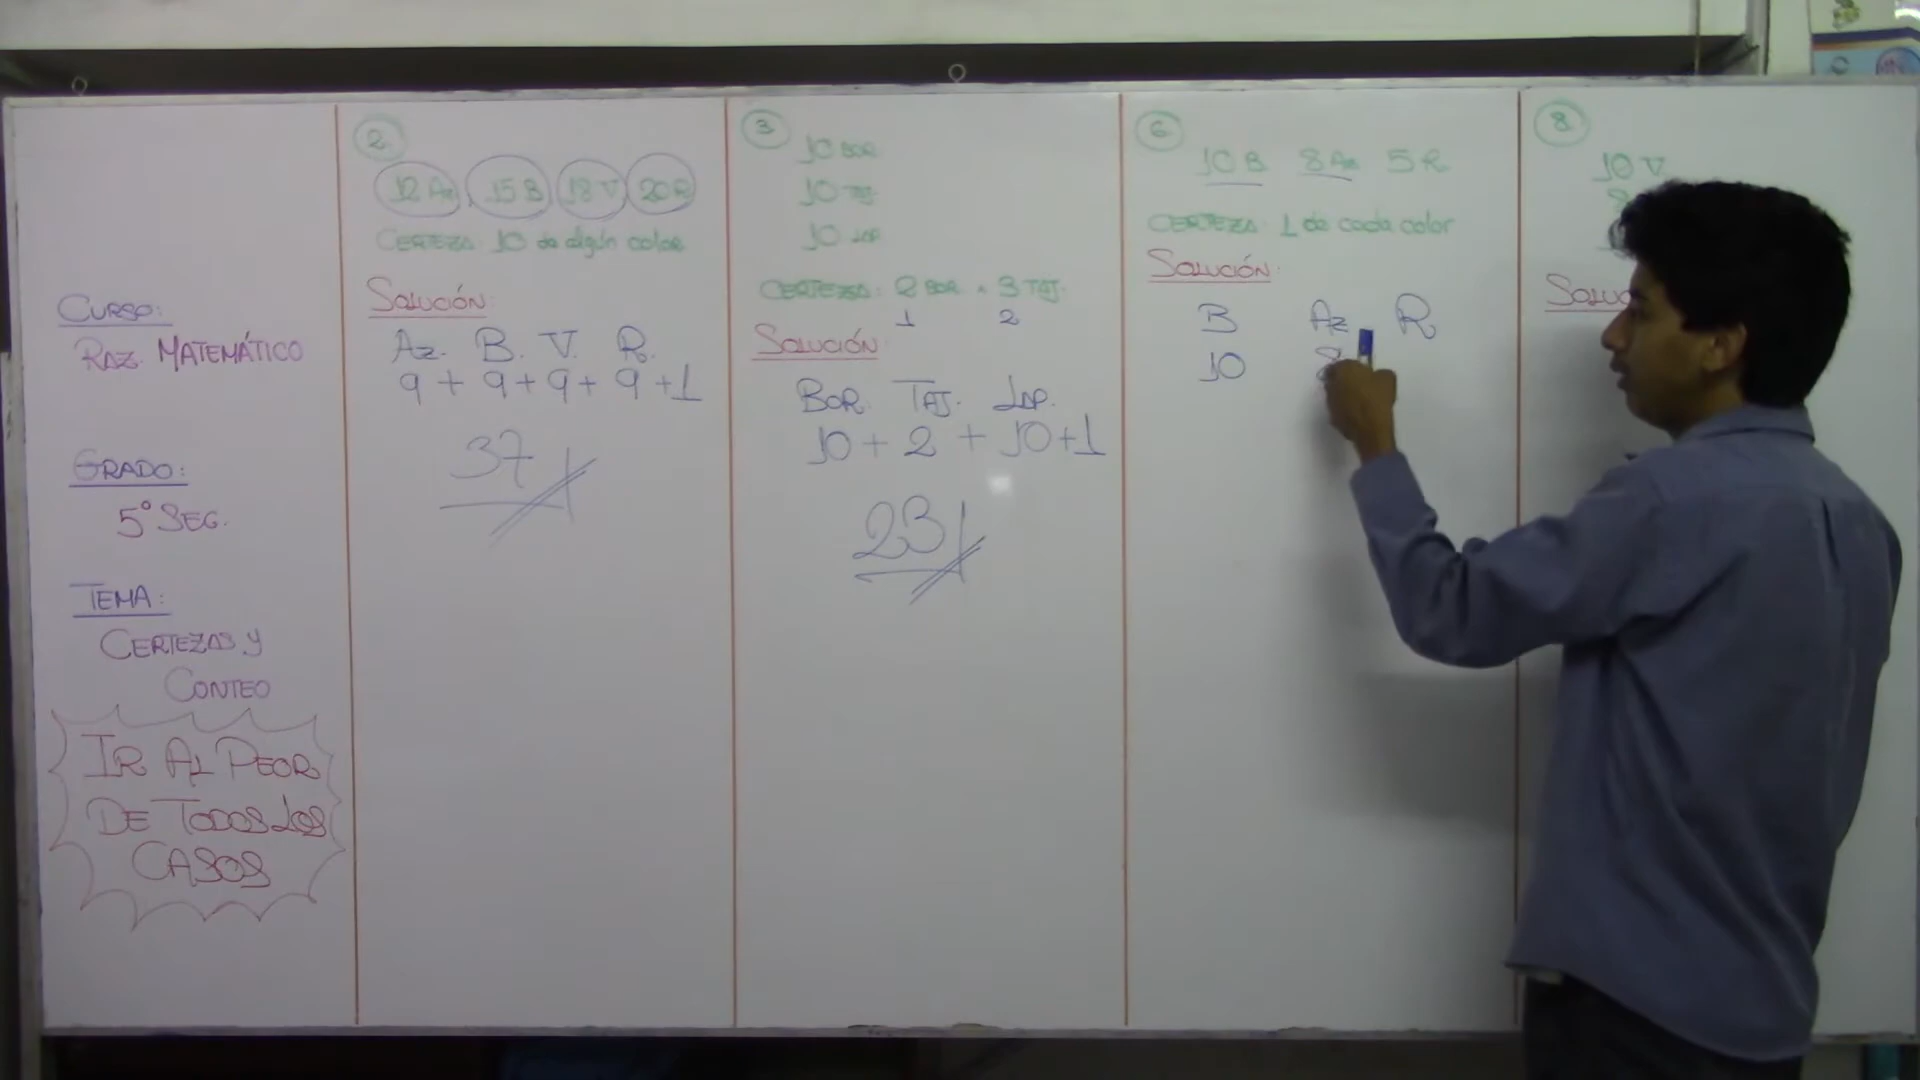 CURSO:
RAZ. MATEMÁTICO
GRADO:
5° SEG.
TEMA:
CERTEZAS Y
CONTEO
IR AL PEOR
DE TODOS LOS
CASOS
2
12 Az, 15 B 18 V 20 R
CERTEZA: 10 de algún color
SOLUCIÓN:
Az. B. V. R.
9 + 9 + 9 + 9 + 1
37
3
10 BOR
10 TAJ
10 LAP
CERTEZA: 2 BOR 3 TAJ.
1 2
SOLUCIÓN:
BOR. TAJ. LAP.
10 + 2 + 10 + 1
23
6
10 B 8 Az 5 R
CERTEZA: 1 de cada color
SOLUCIÓN:
B Az R
10 8
8
10 V
SOLUC